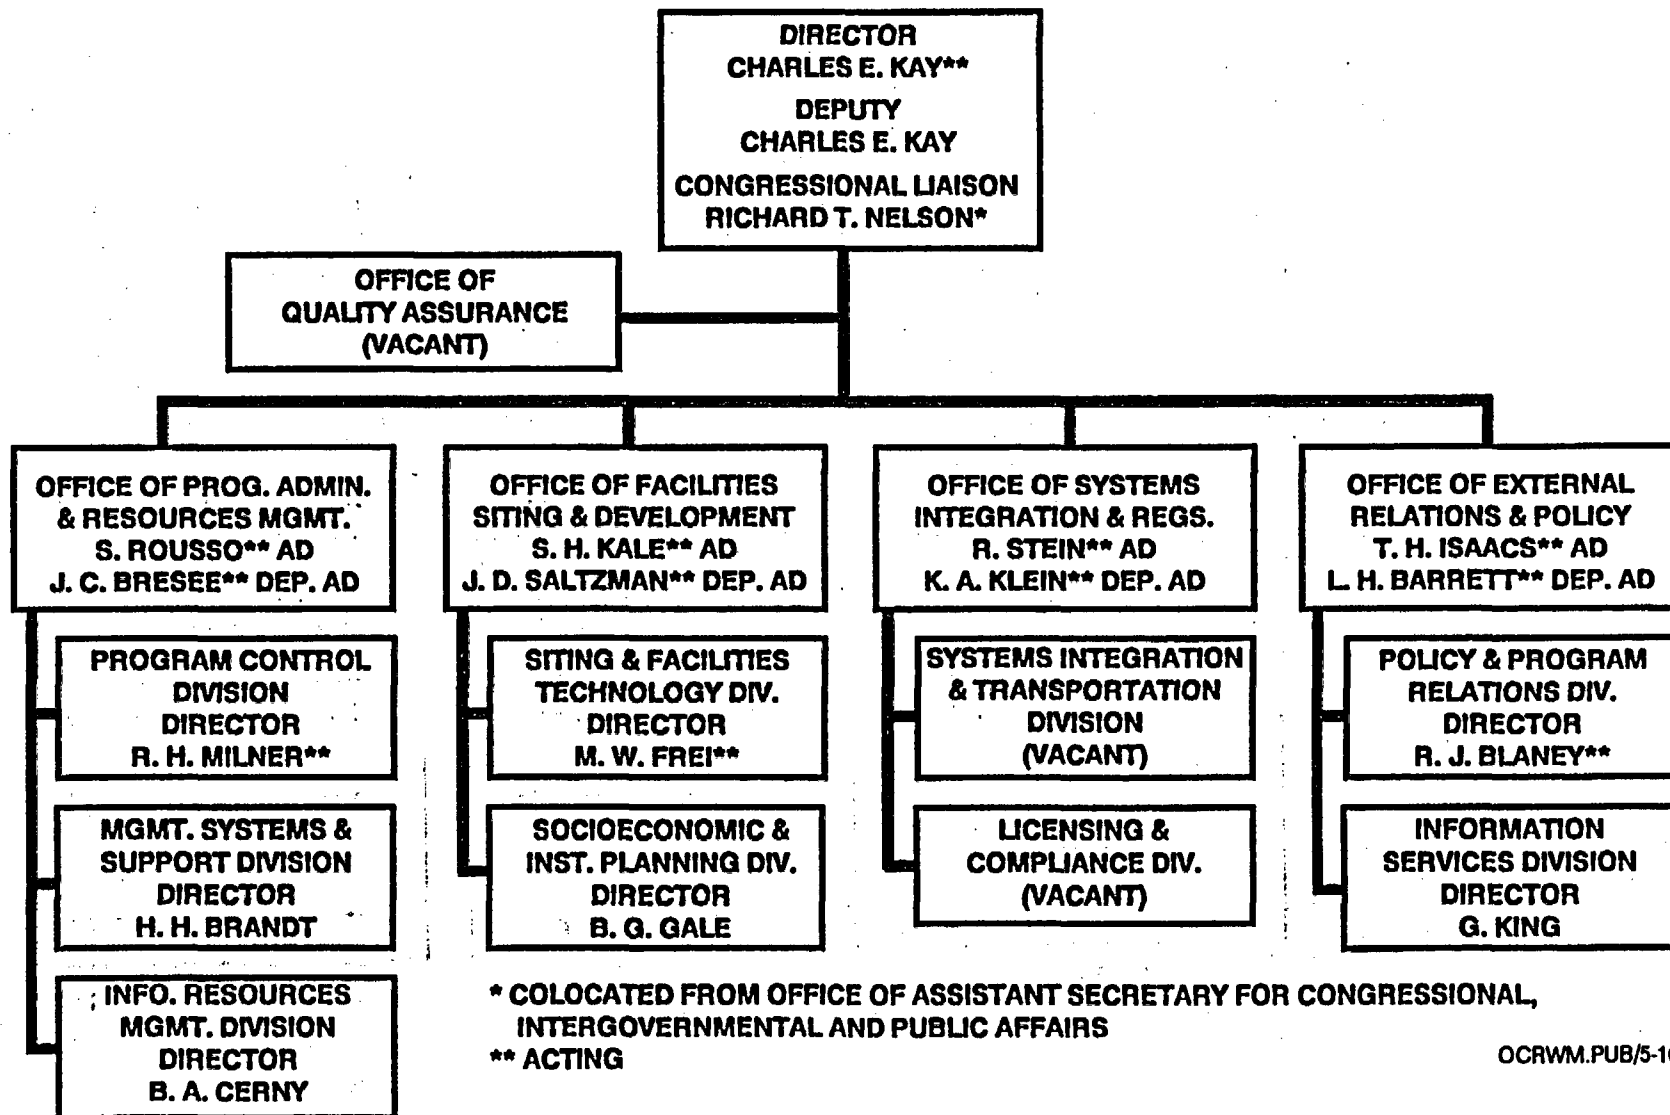 DIRECTOR
CHARLES E. KAY**
DEPUTY
CHARLES E. KAY
CONGRESSIONAL LIAISON
RICHARD T. NELSON*
OFFICE OF
QUALITY ASSURANCE
(VACANT)
OFFICE OF PROG. ADMIN.
& RESOURCES MGMT.
S. ROUSSO** AD
J. C. BRESEE** DEP. AD
PROGRAM CONTROL
DIVISION
DIRECTOR
R. H. MILNER**
MGMT. SYSTEMS &
SUPPORT DIVISION
DIRECTOR
H. H. BRANDT
INFO. RESOURCES
MGMT. DIVISION
DIRECTOR
B. A. CERNY
OFFICE OF FACILITIES
SITING & DEVELOPMENT
S. H. KALE** AD
J. D. SALTZMAN** DEP. AD
SITING & FACILITIES
TECHNOLOGY DIV.
DIRECTOR
M. W. FREI**
SOCIOECONOMIC &
INST. PLANNING DIV.
DIRECTOR
B. G. GALE
OFFICE OF SYSTEMS
INTEGRATION & REGS.
R. STEIN** AD
K. A. KLEIN** DEP. AD
SYSTEMS INTEGRATION
& TRANSPORTATION
DIVISION
(VACANT)
LICENSING &
COMPLIANCE DIV.
(VACANT)
OFFICE OF EXTERNAL
RELATIONS & POLICY
T. H. ISAACS** AD
L. H. BARRETT** DEP. AD
POLICY & PROGRAM
RELATIONS DIV.
DIRECTOR
R. J. BLANEY**
INFORMATION
SERVICES DIVISION
DIRECTOR
G. KING
* COLOCATED FROM OFFICE OF ASSISTANT SECRETARY FOR CONGRESSIONAL,
INTERGOVERNMENTAL AND PUBLIC AFFAIRS
** ACTING